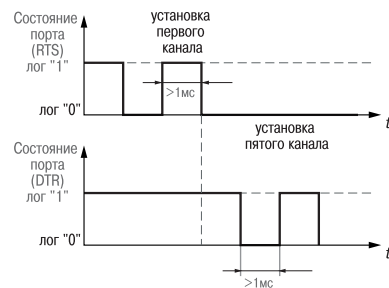 Состояние
порта
(RTS)
лог "1"
установка
первого
канала
>1мс
лог "0"
t
установка
пятого канала
Состояние
порта
(DTR)
лог "1"
лог "0"
t
>1мс